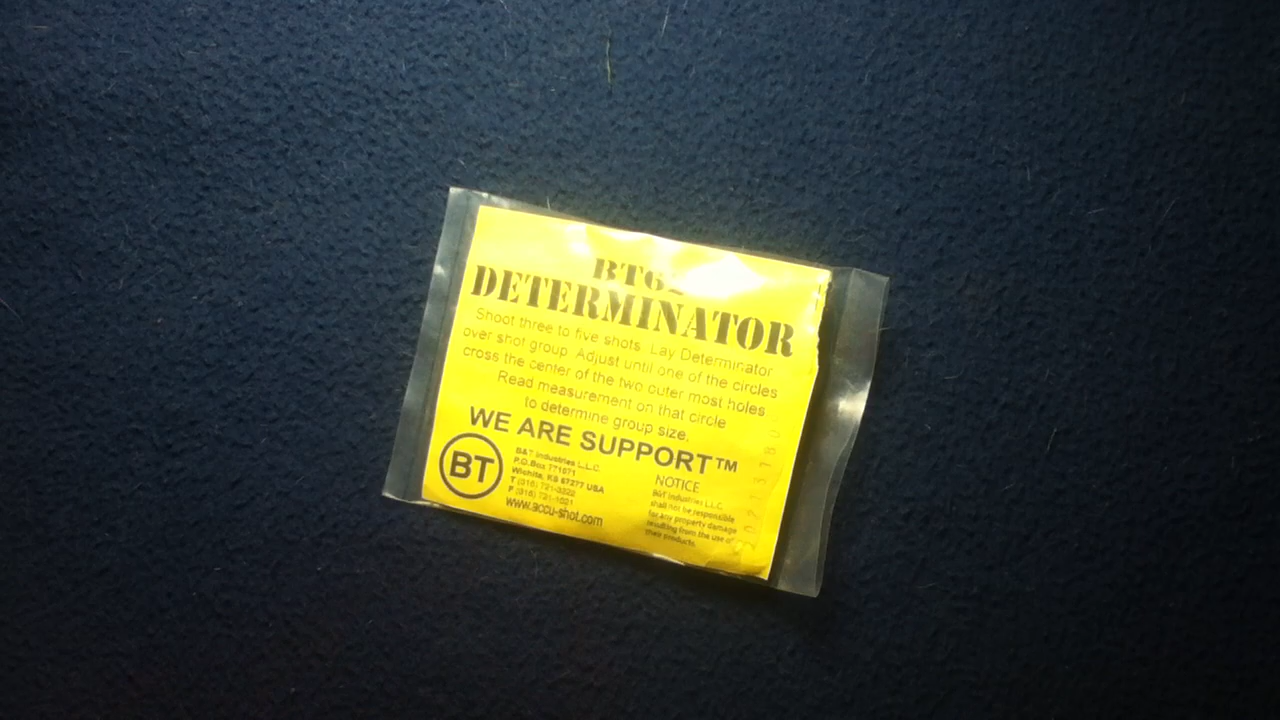 DETERMINATOR
Shoot three to five shots. Lay Determinator
over shot group. Adjust until one of the circles
cross the center of the two outer most holes.
Read measurement on that circle
to determine group size.
WE ARE SUPPORT™
BT
B&T Industries L.L.C.
P.O.Box 771071
Wichita, KS 67277 USA
T (316) 721-3222
F (316) 721-1021
www.accu-shot.com
NOTICE
B&T Industries L.L.C.
shall not be responsible
for any property damage
resulting from the use of
their products.